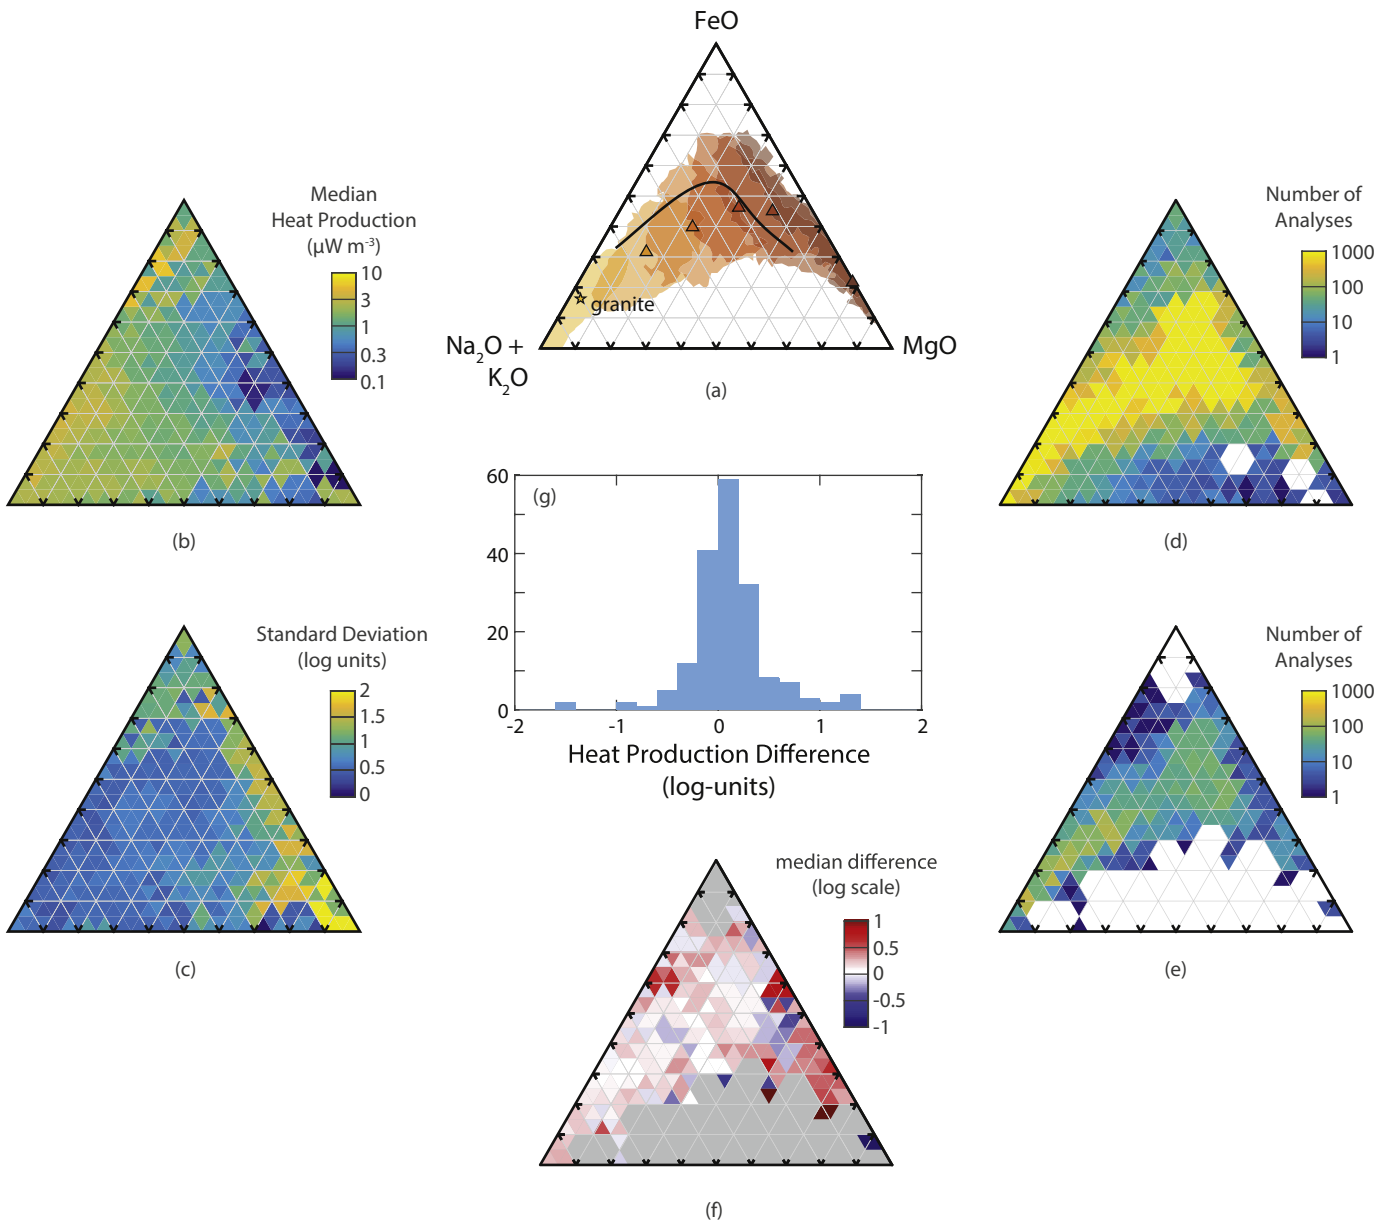 FeO
Na2O +
K2O
MgO
granite
(a)
Median
Heat Production
(µW m-3)
10
3
1
0.3
0.1
(b)
Number of
Analyses
1000
100
10
1
(d)
(g)
60
40
20
0
-2
-1
0
1
2
Heat Production Difference
(log-units)
Standard Deviation
(log units)
2
1.5
1
0.5
0
(c)
Number of
Analyses
1000
100
10
1
(e)
median difference
(log scale)
1
0.5
0
-0.5
-1
(f)